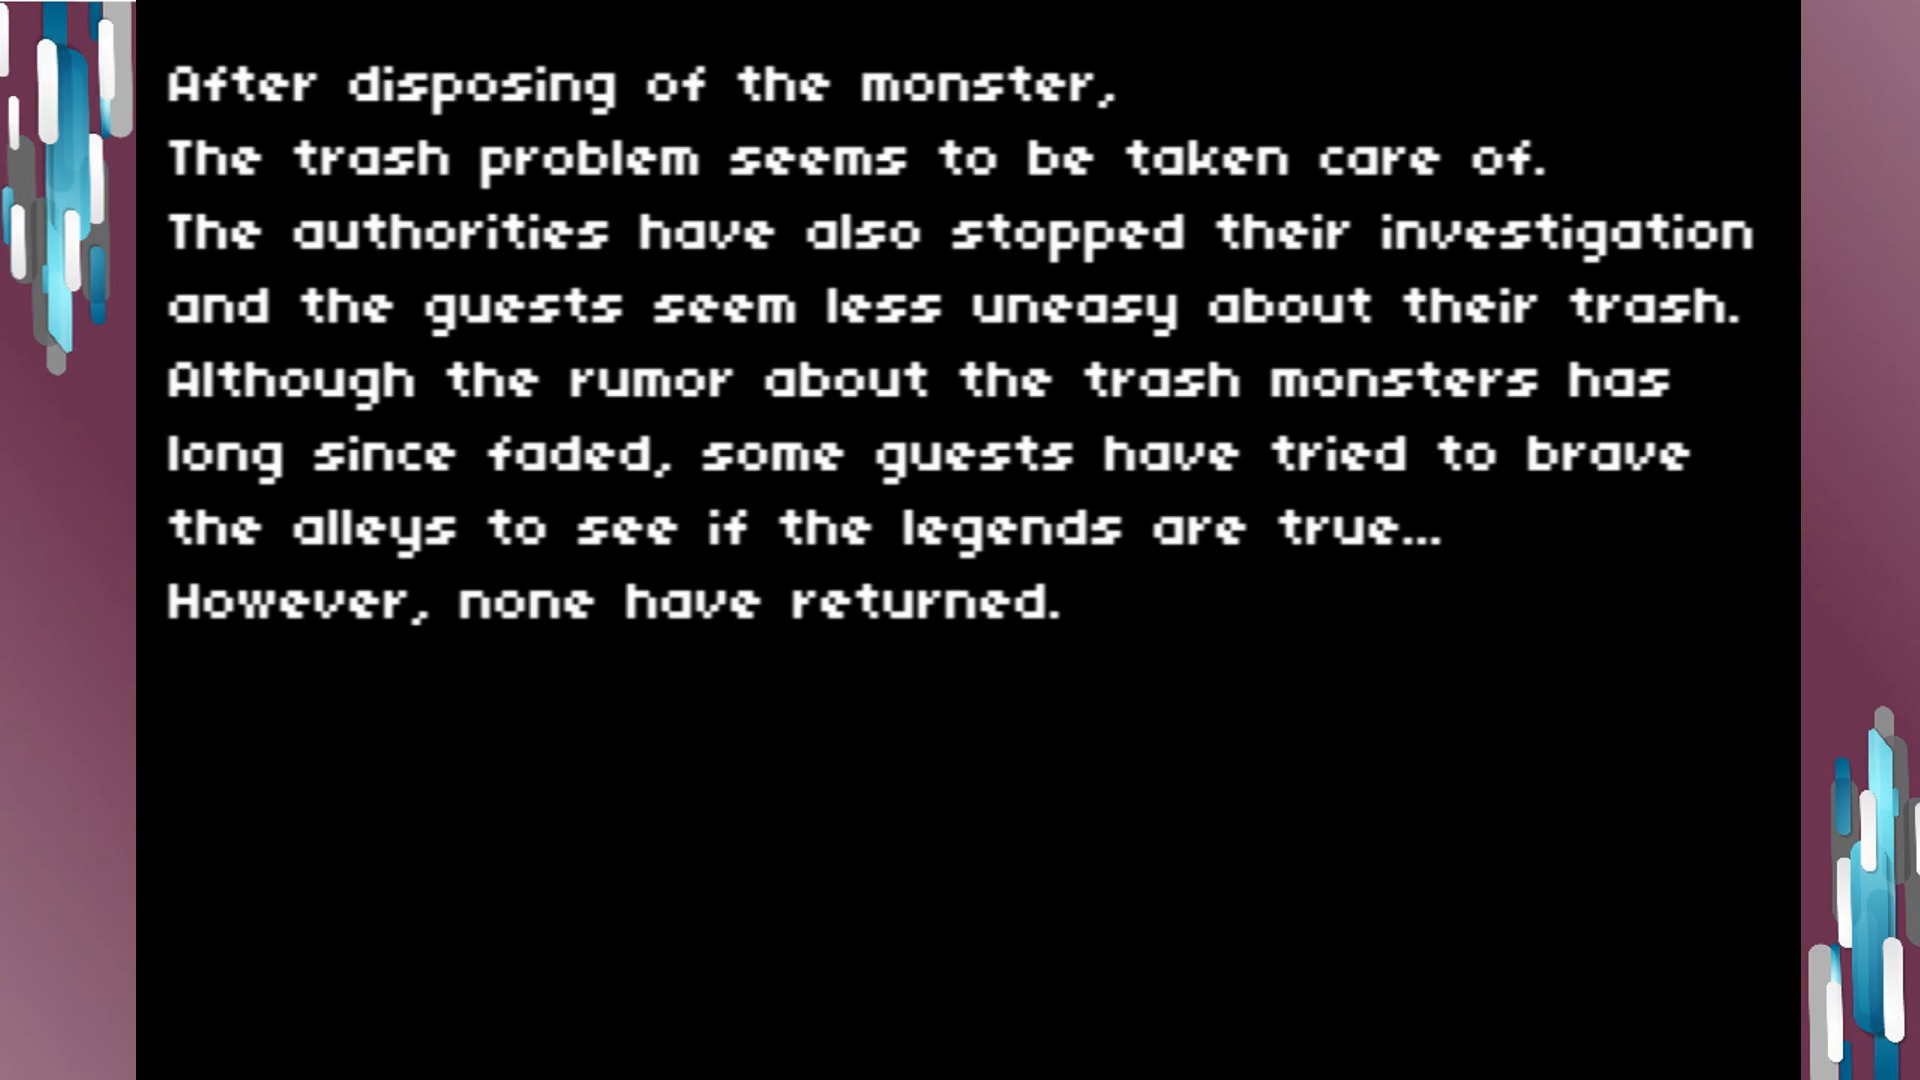 After disposing of the monster,
The trash problem seems to be taken care of.
The authorities have also stopped their investigation
and the guests seem less uneasy about their trash.
Although the rumor about the trash monsters has
long since faded, some guests have tried to brave
the alleys to see if the legends are true...
However, none have returned.